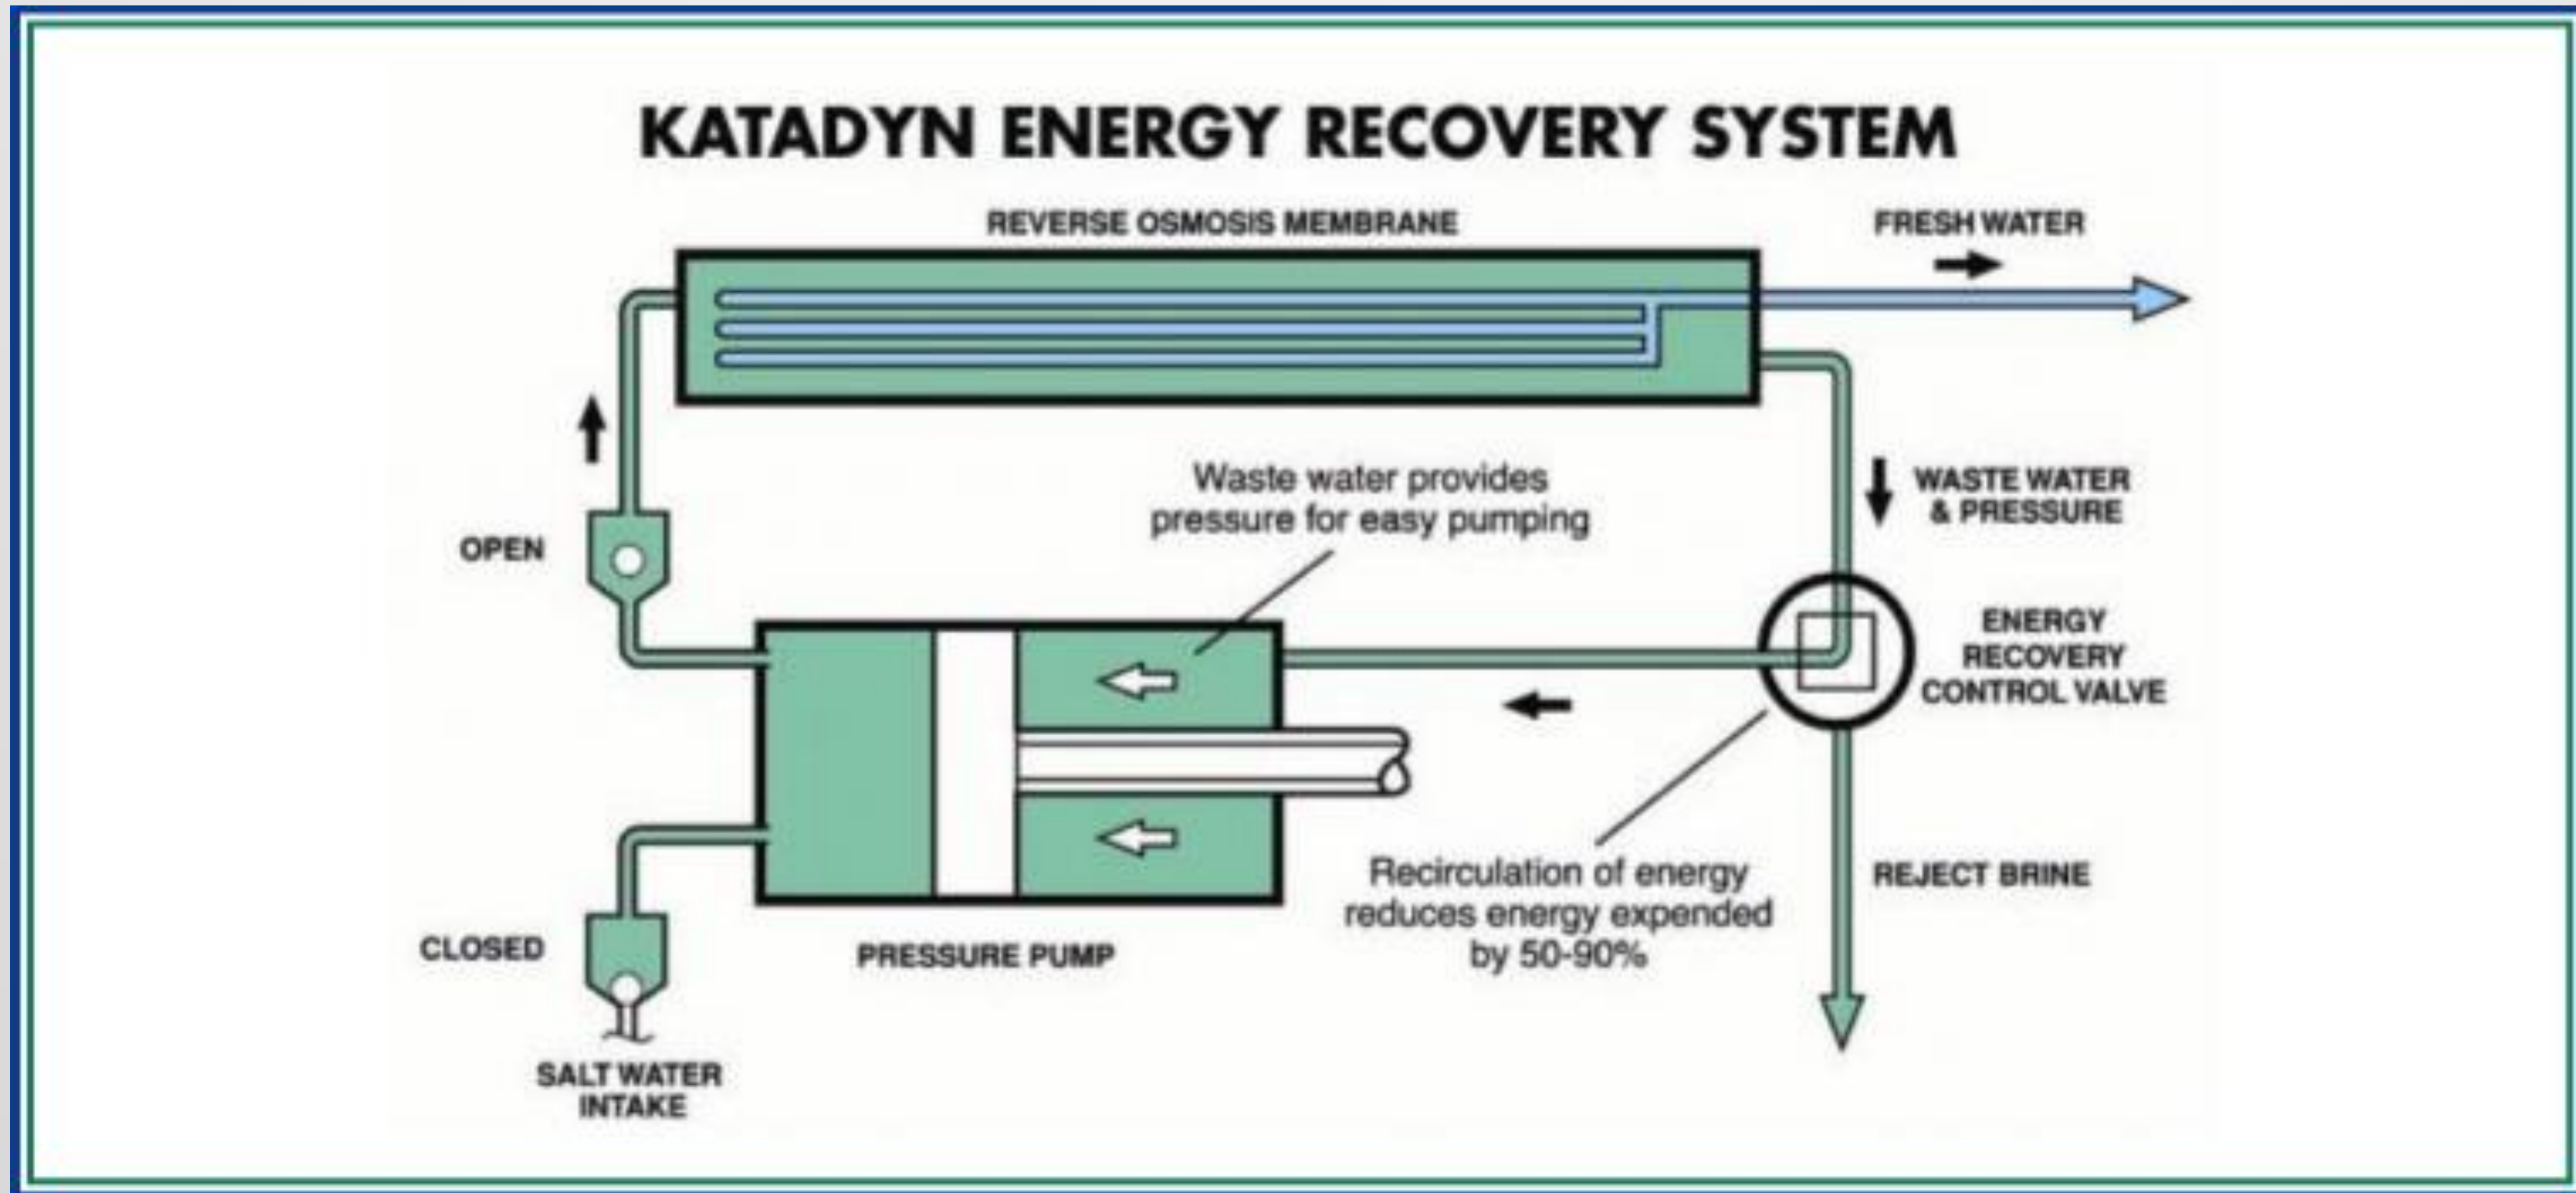 KATADYN ENERGY RECOVERY SYSTEM
REVERSE OSMOSIS MEMBRANE
FRESH WATER
Waste water provides
pressure for easy pumping
WASTE WATER
& PRESSURE
OPEN
ENERGY
RECOVERY
CONTROL VALVE
Recirculation of energy
reduces energy expended
by 50-90%
REJECT BRINE
CLOSED
PRESSURE PUMP
SALT WATER
INTAKE